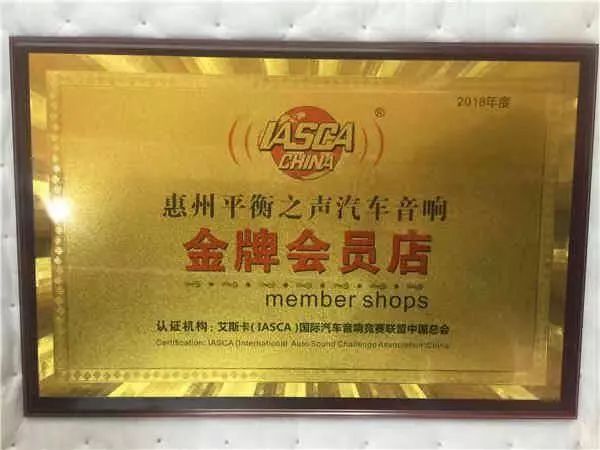 2018年度
IASCA®
CHINA
惠州平衡之声汽车音响
金牌会员店
member shops
认证机构：艾斯卡（IASCA）国际汽车音响竞赛联盟中国总会
Certification: IASCA (International Auto Sound Challenge Association) China